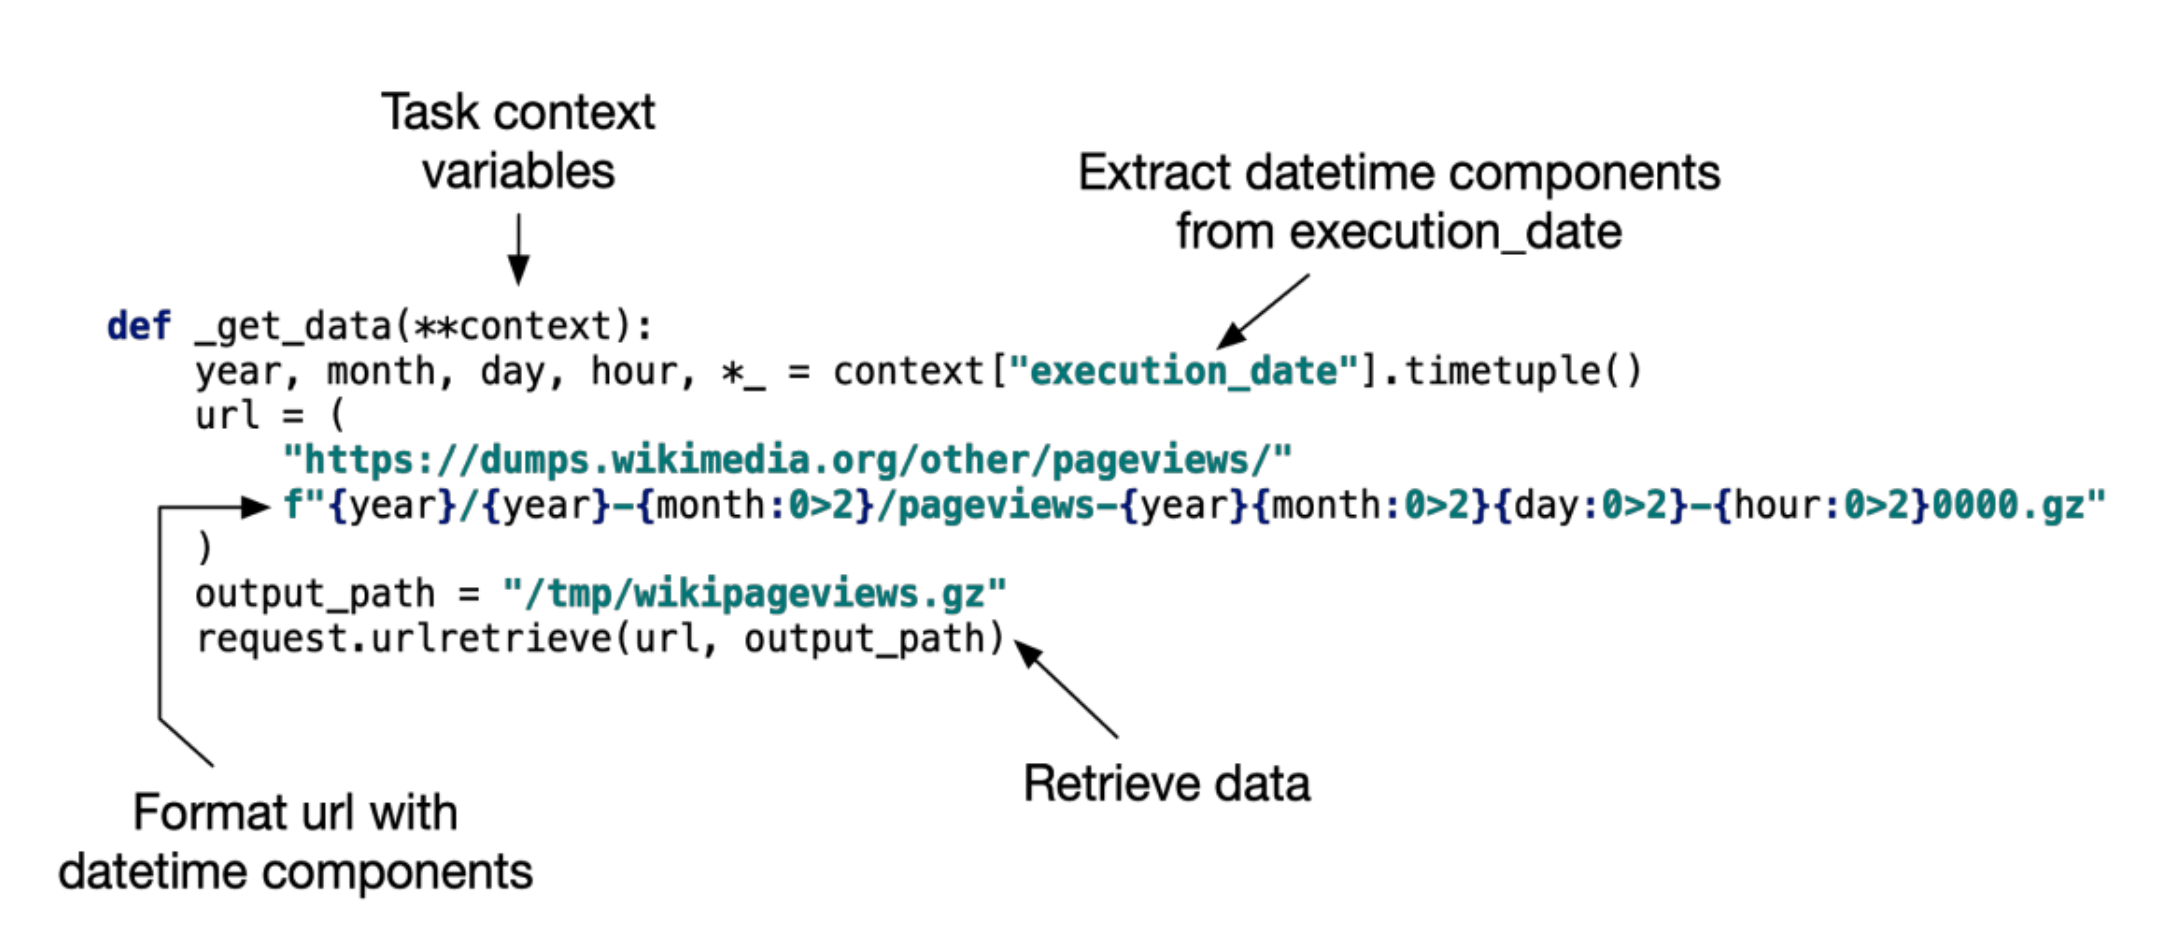 Task context
variables
Extract datetime components
from execution_date
def _get_data(**context):
    year, month, day, hour, *_ = context["execution_date"].timetuple()
    url = (
        "https://dumps.wikimedia.org/other/pageviews/"
        f"{year}/{year}-{month:0>2}/pageviews-{year}{month:0>2}{day:0>2}-{hour:0>2}0000.gz"
    )
    output_path = "/tmp/wikipageviews.gz"
    request.urlretrieve(url, output_path)
Retrieve data
Format url with
datetime components